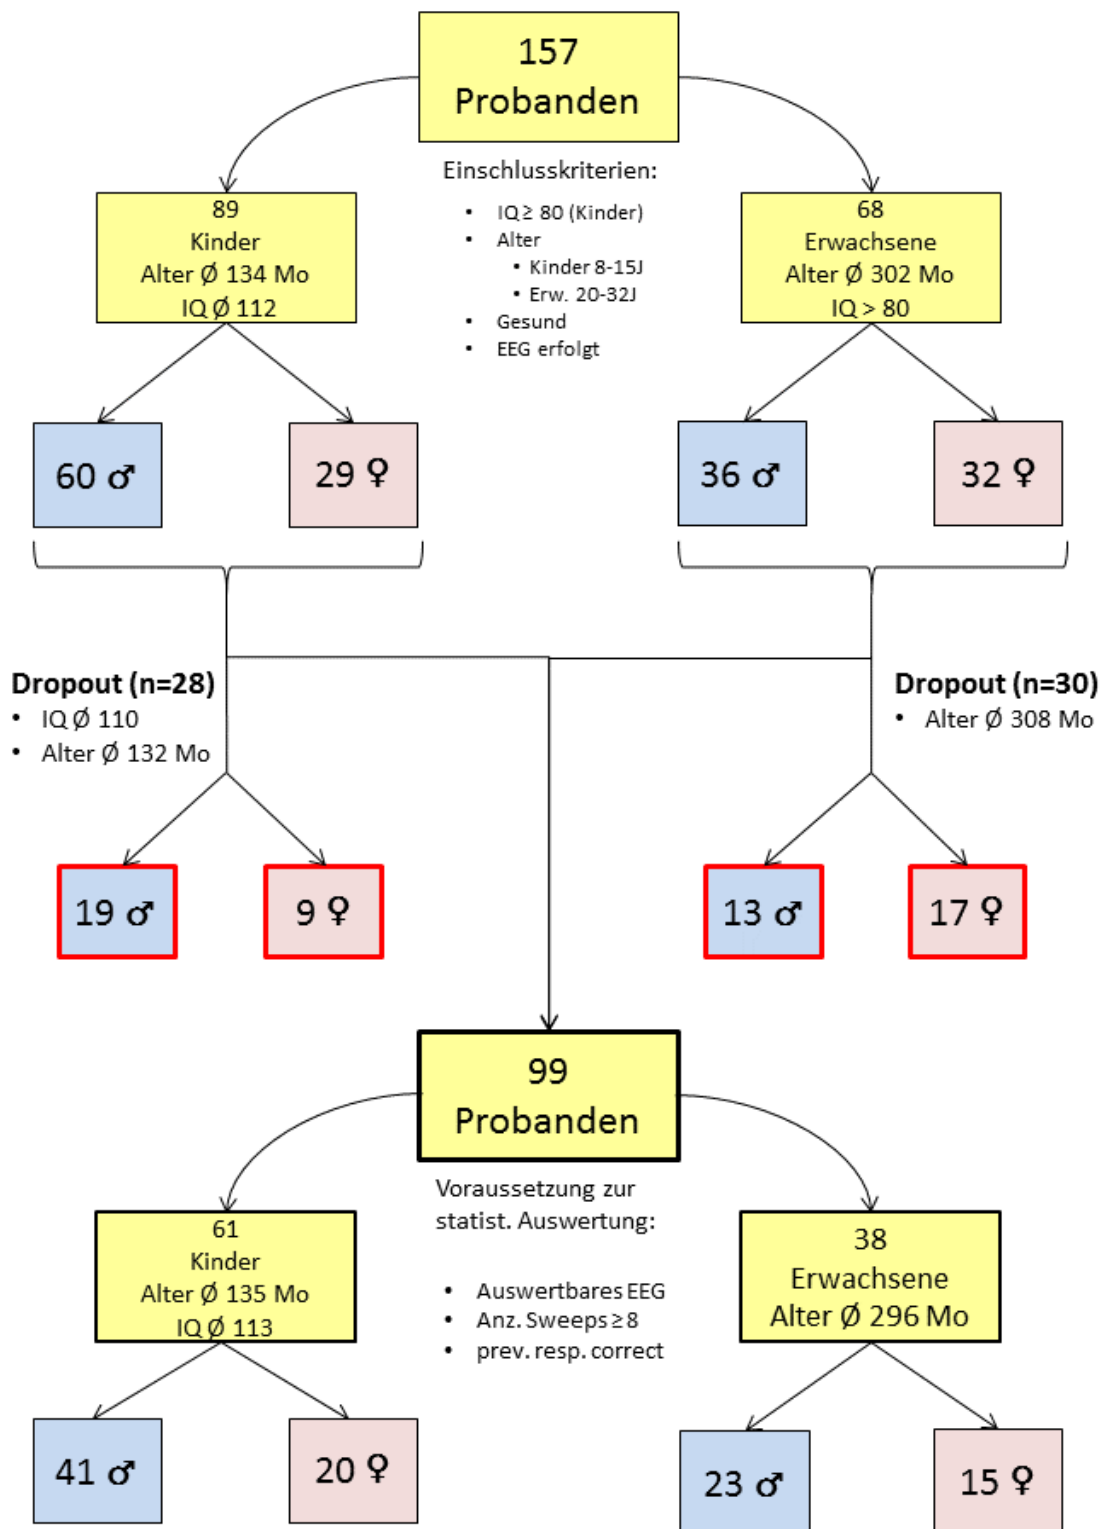 157
Probanden
Einschlusskriterien:
• IQ ≥ 80 (Kinder)
• Alter
• Kinder 8-15J
• Erw. 20-32J
• Gesund
• EEG erfolgt
89
Kinder
Alter Ø 134 Mo
IQ Ø 112
68
Erwachsene
Alter Ø 302 Mo
IQ > 80
60 ♂
29 ♀
36 ♂
32 ♀
Dropout (n=28)
• IQ Ø 110
• Alter Ø 132 Mo
Dropout (n=30)
• Alter Ø 308 Mo
19 ♂
9 ♀
13 ♂
17 ♀
99
Probanden
Voraussetzung zur
statist. Auswertung:
• Auswertbares EEG
• Anz. Sweeps ≥ 8
• prev. resp. correct
61
Kinder
Alter Ø 135 Mo
IQ Ø 113
38
Erwachsene
Alter Ø 296 Mo
41 ♂
20 ♀
23 ♂
15 ♀